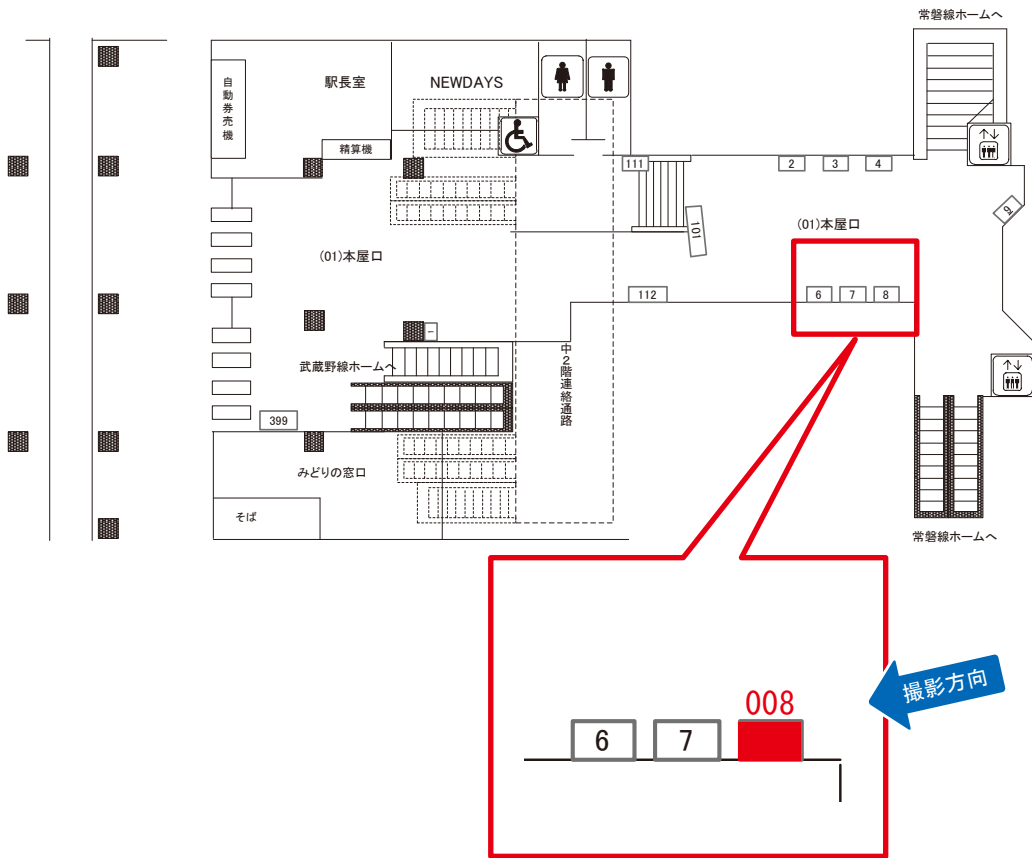 常磐線ホームへ
自動券売機
駅長室
NEWDAYS
精算機
111
2
3
4
9
101
(01)本屋口
(01)本屋口
112
6
7
8
1
武蔵野線ホームへ
中2階連絡通路
399
みどりの窓口
そば
常磐線ホームへ
撮影方向
008
6
7